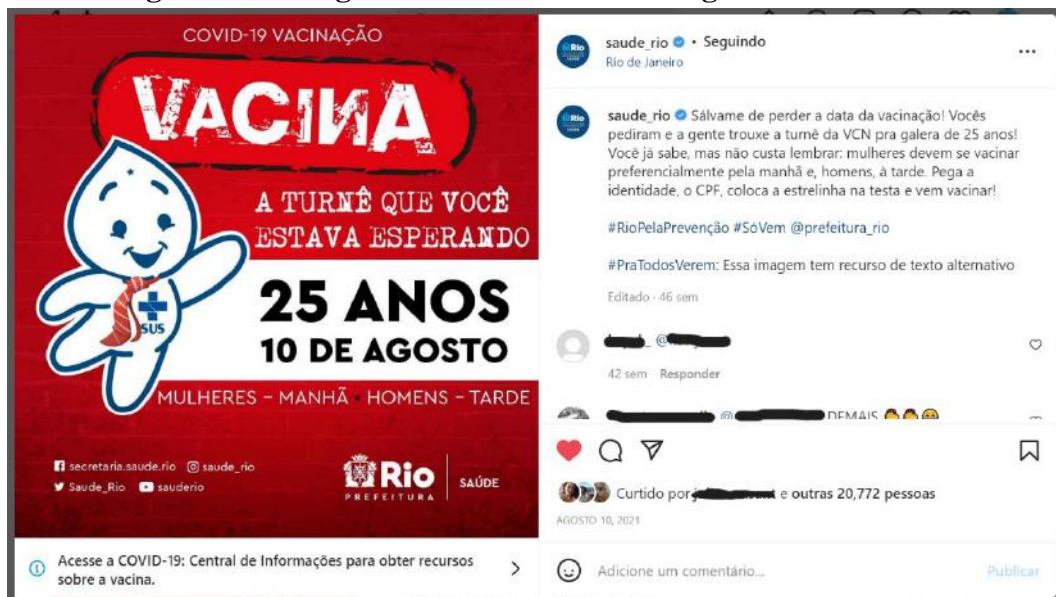 COVID-19 VACINAÇÃO
VACINA
A TURNÊ QUE VOCÊ
ESTAVA ESPERANDO
25 ANOS
10 DE AGOSTO
MULHERES – MANHÃ • HOMENS – TARDE
SUS
secretaria.saude.rio saude_rio
Saude_Rio sauderio
Rio
PREFEITURA
SAÚDE
Acesse a COVID-19: Central de Informações para obter recursos
sobre a vacina.
saude_rio • Seguindo
Rio de Janeiro
saude_rio Sálvame de perder a data da vacinação! Vocês
pediram e a gente trouxe a turnê da VCN pra galera de 25 anos!
Você já sabe, mas não custa lembrar: mulheres devem se vacinar
preferencialmente pela manhã e, homens, à tarde. Pega a
identidade, o CPF, coloca a estrelinha na testa e vem vacinar!
#RioPelaPrevenção #SóVem @prefeitura_rio
#PraTodosVerem: Essa imagem tem recurso de texto alternativo
Editado · 46 sem
@
42 sem Responder
@ DEMAIS
Curtido por e outras 20,772 pessoas
AGOSTO 10, 2021
Adicione um comentário...
Publicar